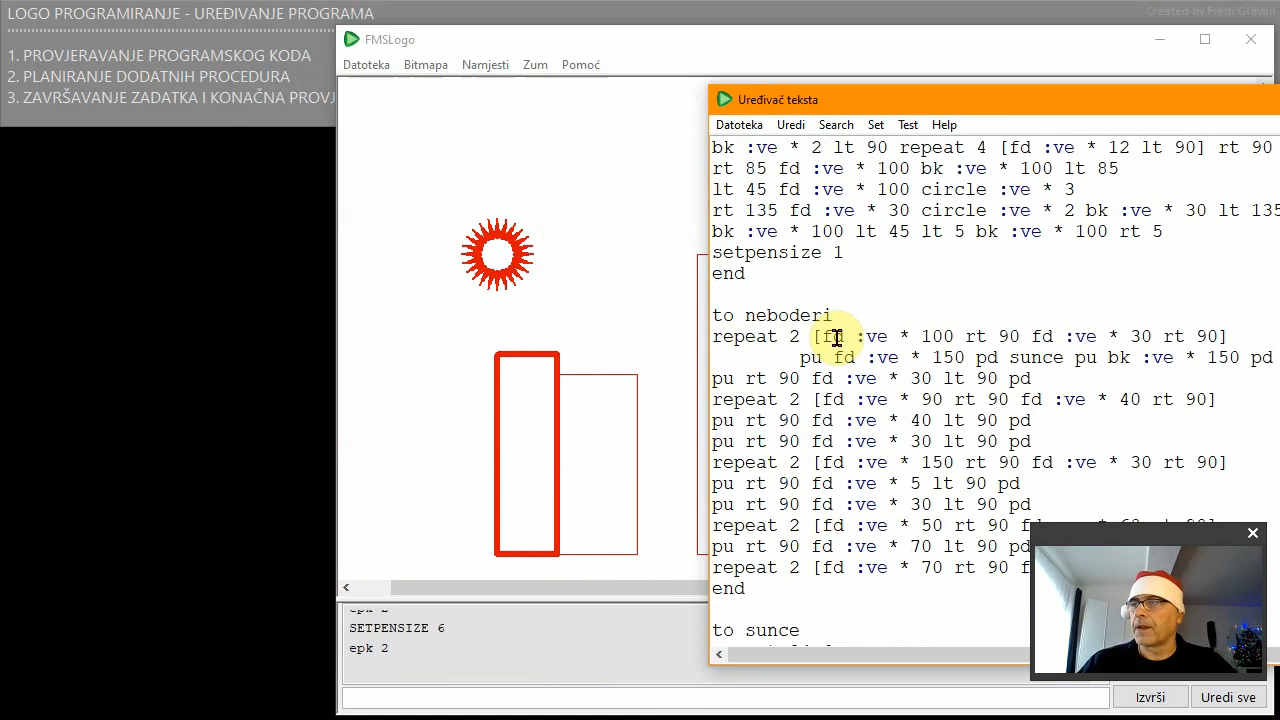 LOGO PROGRAMIRANJE - UREĐIVANJE PROGRAMA
1. PROVJERAVANJE PROGRAMSKOG KODA
2. PLANIRANJE DODATNIH PROCEDURA
3. ZAVRŠAVANJE ZADATKA I KONAČNA PROVJ
Created by Fredi Glavan
FMSLogo
Datoteka Bitmapa Namjesti Zum Pomoć
Uređivač teksta
Datoteka Uredi Search Set Test Help
bk :ve * 2 lt 90 repeat 4 [fd :ve * 12 lt 90] rt 90
rt 85 fd :ve * 100 bk :ve * 100 lt 85
lt 45 fd :ve * 100 circle :ve * 3
rt 135 fd :ve * 30 circle :ve * 2 bk :ve * 30 lt 135
bk :ve * 100 lt 45 lt 5 bk :ve * 100 rt 5
setpensize 1
end
to neboderi
repeat 2 [fd :ve * 100 rt 90 fd :ve * 30 rt 90]
pu fd :ve * 150 pd sunce pu bk :ve * 150 pd
pu rt 90 fd :ve * 30 lt 90 pd
repeat 2 [fd :ve * 90 rt 90 fd :ve * 40 rt 90]
pu rt 90 fd :ve * 40 lt 90 pd
pu rt 90 fd :ve * 30 lt 90 pd
repeat 2 [fd :ve * 150 rt 90 fd :ve * 30 rt 90]
pu rt 90 fd :ve * 5 lt 90 pd
pu rt 90 fd :ve * 30 lt 90 pd
repeat 2 [fd :ve * 50 rt 90
pu rt 90 fd :ve * 70 lt 90 pd
repeat 2 [fd :ve * 70 rt 90 f
end
to sunce
SETPENSIZE 6
epk 2
Izvrši Uredi sve